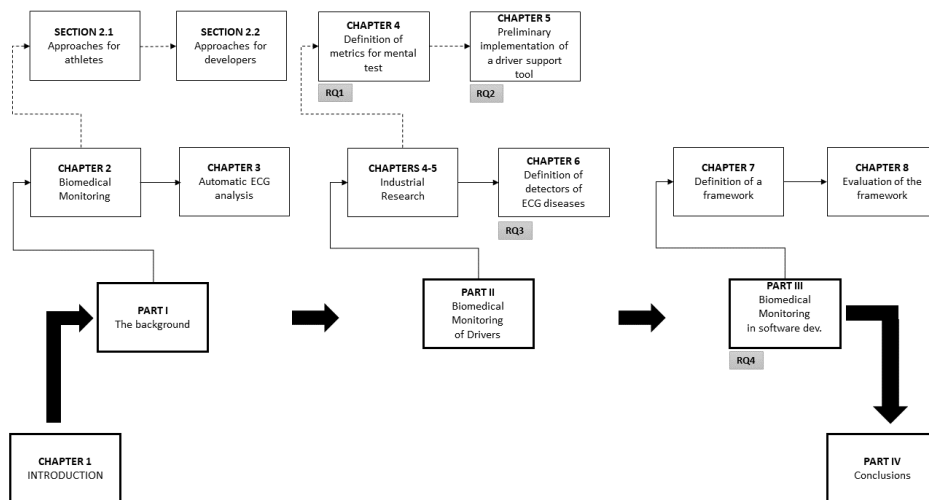 SECTION 2.1
Approaches for
athletes
SECTION 2.2
Approaches for
developers
CHAPTER 4
Definition of
metrics for mental
test
RQ1
CHAPTER 5
Preliminary
implementation of
a driver support
tool
RQ2
CHAPTER 2
Biomedical
Monitoring
CHAPTER 3
Automatic ECG
analysis
CHAPTERS 4-5
Industrial
Research
CHAPTER 6
Definition of
detectors of
ECG diseases
RQ3
CHAPTER 7
Definition of a
framework
CHAPTER 8
Evaluation of the
framework
PART I
The background
PART II
Biomedical
Monitoring
of Drivers
PART III
Biomedical
Monitoring
in software dev.
RQ4
CHAPTER 1
INTRODUCTION
PART IV
Conclusions